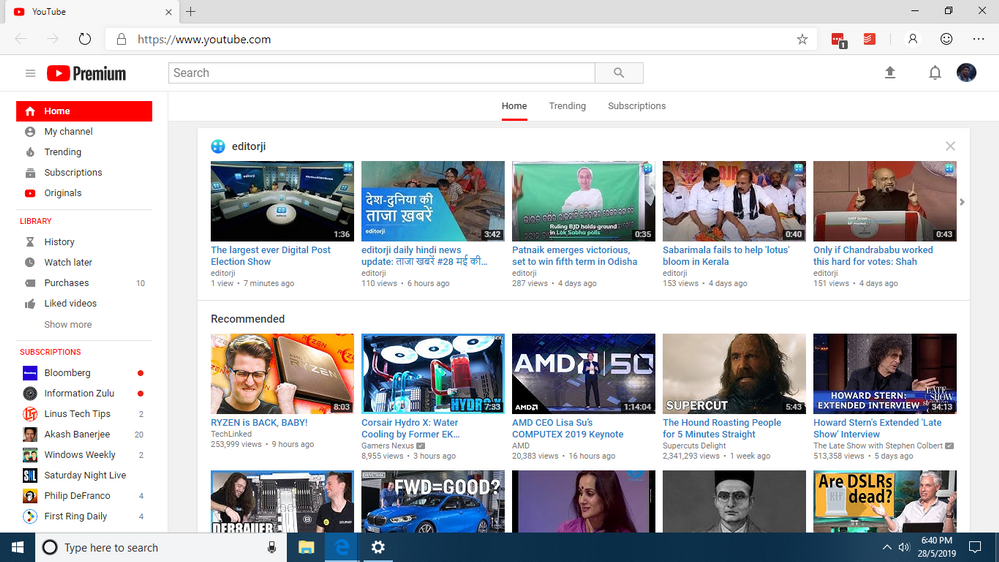 YouTube
https://www.youtube.com
1
Premium
Search
Home
My channel
Trending
Subscriptions
Originals
LIBRARY
History
Watch later
Purchases 10
Liked videos
Show more
SUBSCRIPTIONS
Bloomberg
Information Zulu
Linus Tech Tips 2
Akash Banerjee 20
Windows Weekly 2
Saturday Night Live
Philip DeFranco 4
First Ring Daily 4
Home Trending Subscriptions
editorji
1:36
देश-दुनिया की
ताजा ख़बरें
editorji
3:42
Ruling BJD holds ground
in Lok Sabha polls
0:35
0:40
0:43
The largest ever Digital Post
Election Show
editorji
1 view • 7 minutes ago
editorji daily hindi news
update: ताजा खबरें #28 मई की...
editorji
110 views • 6 hours ago
Patnaik emerges victorious,
set to win fifth term in Odisha
editorji
287 views • 4 days ago
Sabarimala fails to help 'lotus'
bloom in Kerala
editorji
153 views • 4 days ago
Only if Chandrababu worked
this hard for votes: Shah
editorji
151 views • 4 days ago
Recommended
RYZEN
8:03
HYDRO X
7:33
AMD 50
AMD
1:14:04
SUPERCUT
5:43
HOWARD STERN:
EXTENDED INTERVIEW
LATE SHOW
34:13
RYZEN is BACK, BABY!
TechLinked
253,999 views • 9 hours ago
Corsair Hydro X: Water
Cooling by Former EK...
Gamers Nexus
8,955 views • 3 hours ago
AMD CEO Lisa Su's
COMPUTEX 2019 Keynote
AMD
20,383 views • 16 hours ago
The Hound Roasting People
for 5 Minutes Straight
Supercuts Delight
2,341,293 views • 1 week ago
Howard Stern's Extended 'Late
Show' Interview
The Late Show with Stephen Colbert
513,358 views • 5 days ago
DERBAUER
FWD=GOOD?
Are DSLRs
dead?
RIP
Type here to search
6:40 PM
28/5/2019